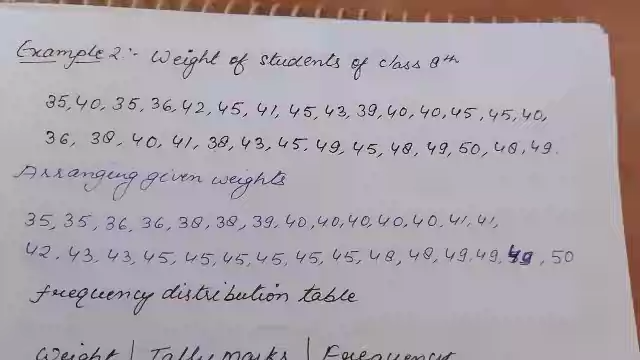 Example 2:- Weight of students of class 8th
35, 40, 35, 36, 42, 45, 41, 45, 43, 39, 40, 40, 45, 45, 40,
36, 38, 40, 41, 38, 43, 45, 49, 45, 48, 49, 50, 48, 49.
Arranging given weights
35, 35, 36, 36, 38, 38, 39, 40, 40, 40, 40, 40, 41, 41,
42, 43, 43, 45, 45, 45, 45, 45, 45, 48, 48, 49, 49, 49, 50
frequency distribution table
Weight | Tally marks | Frequency